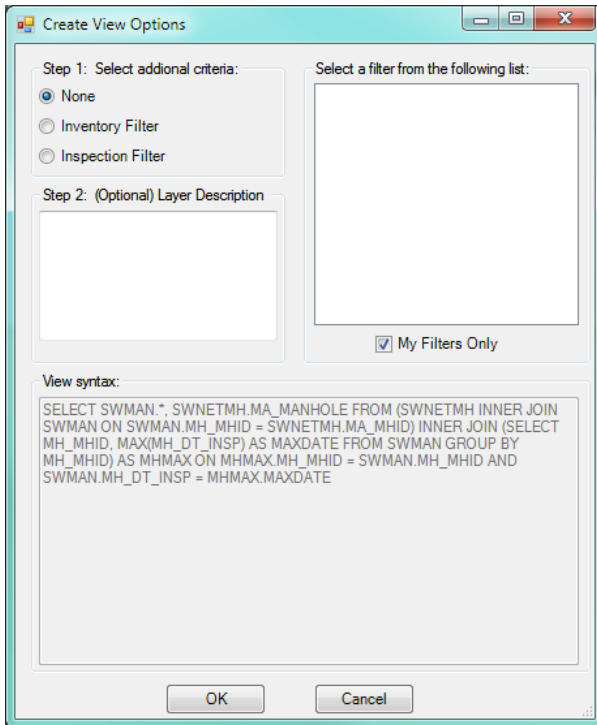 Create View Options
Step 1: Select addional criteria:
None
Inventory Filter
Inspection Filter
Step 2: (Optional) Layer Description
Select a filter from the following list:
My Filters Only
View syntax:
SELECT SWMAN.*, SWNETMH.MA_MANHOLE FROM (SWNETMH INNER JOIN
SWMAN ON SWMAN.MH_MHID = SWNETMH.MA_MHID) INNER JOIN (SELECT
MH_MHID, MAX(MH_DT_INSP) AS MAXDATE FROM SWMAN GROUP BY
MH_MHID) AS MHMAX ON MHMAX.MH_MHID = SWMAN.MH_MHID AND
SWMAN.MH_DT_INSP = MHMAX.MAXDATE
OK
Cancel